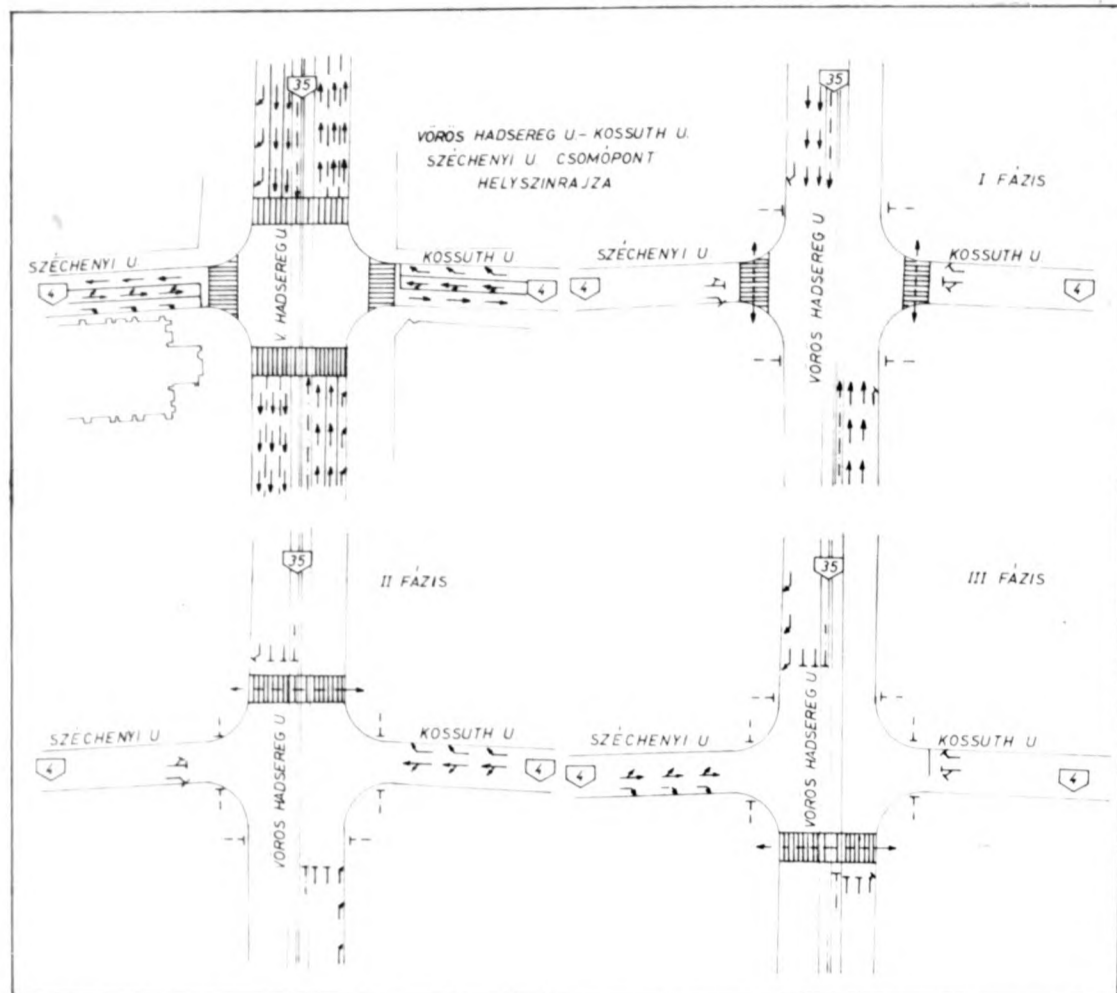 35
VÖRÖS HADSEREG U.- KOSSUTH U.
SZÉCHENYI U. CSOMÓPONT
HELYSZINRAJZA
SZÉCHENYI U
KOSSUTH U
4
4
V. HADSEREG U
35
I FÁZIS
SZÉCHENYI U
KOSSUTH U
4
4
VÖRÖS HADSEREG U
35
II FÁZIS
SZÉCHENYI U
KOSSUTH U
4
4
VÖRÖS HADSEREG U
35
III FÁZIS
SZÉCHENYI U
KOSSUTH U
4
4
VÖRÖS HADSEREG U